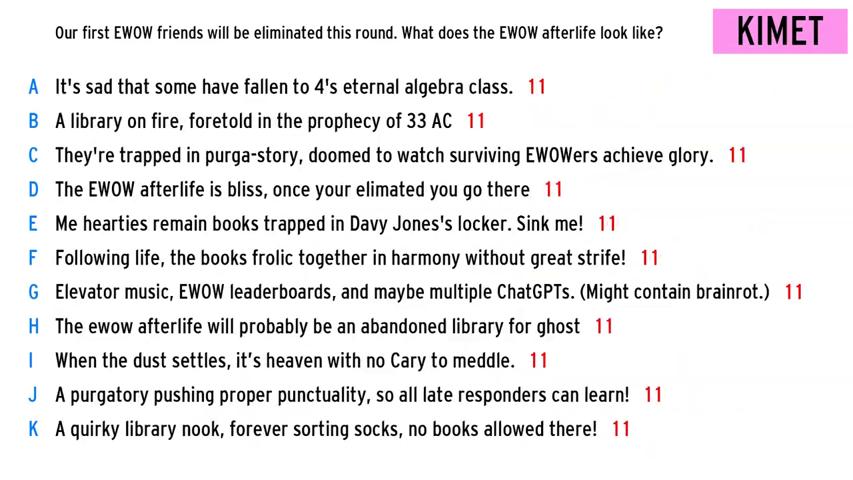 Our first EWOW friends will be eliminated this round. What does the EWOW afterlife look like?
KIMET
A It's sad that some have fallen to 4's eternal algebra class. 11
B A library on fire, foretold in the prophecy of 33 AC 11
C They're trapped in purga-story, doomed to watch surviving EWOWers achieve glory. 11
D The EWOW afterlife is bliss, once your elimated you go there 11
E Me hearties remain books trapped in Davy Jones's locker. Sink me! 11
F Following life, the books frolic together in harmony without great strife! 11
G Elevator music, EWOW leaderboards, and maybe multiple ChatGPTs. (Might contain brainrot.) 11
H The ewow afterlife will probably be an abandoned library for ghost 11
I When the dust settles, it’s heaven with no Cary to meddle. 11
J A purgatory pushing proper punctuality, so all late responders can learn! 11
K A quirky library nook, forever sorting socks, no books allowed there! 11